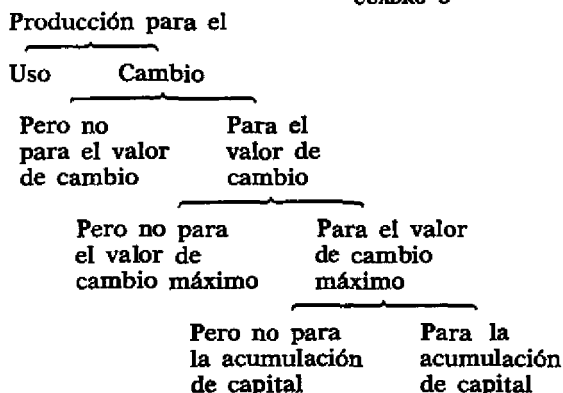 Producción para el
Uso Cambio
Pero no Para el
para el valor valor de
de cambio cambio
Pero no para Para el valor
el valor de de cambio
cambio máximo máximo
Pero no para Para la
la acumulación acumulación
de capital de capital